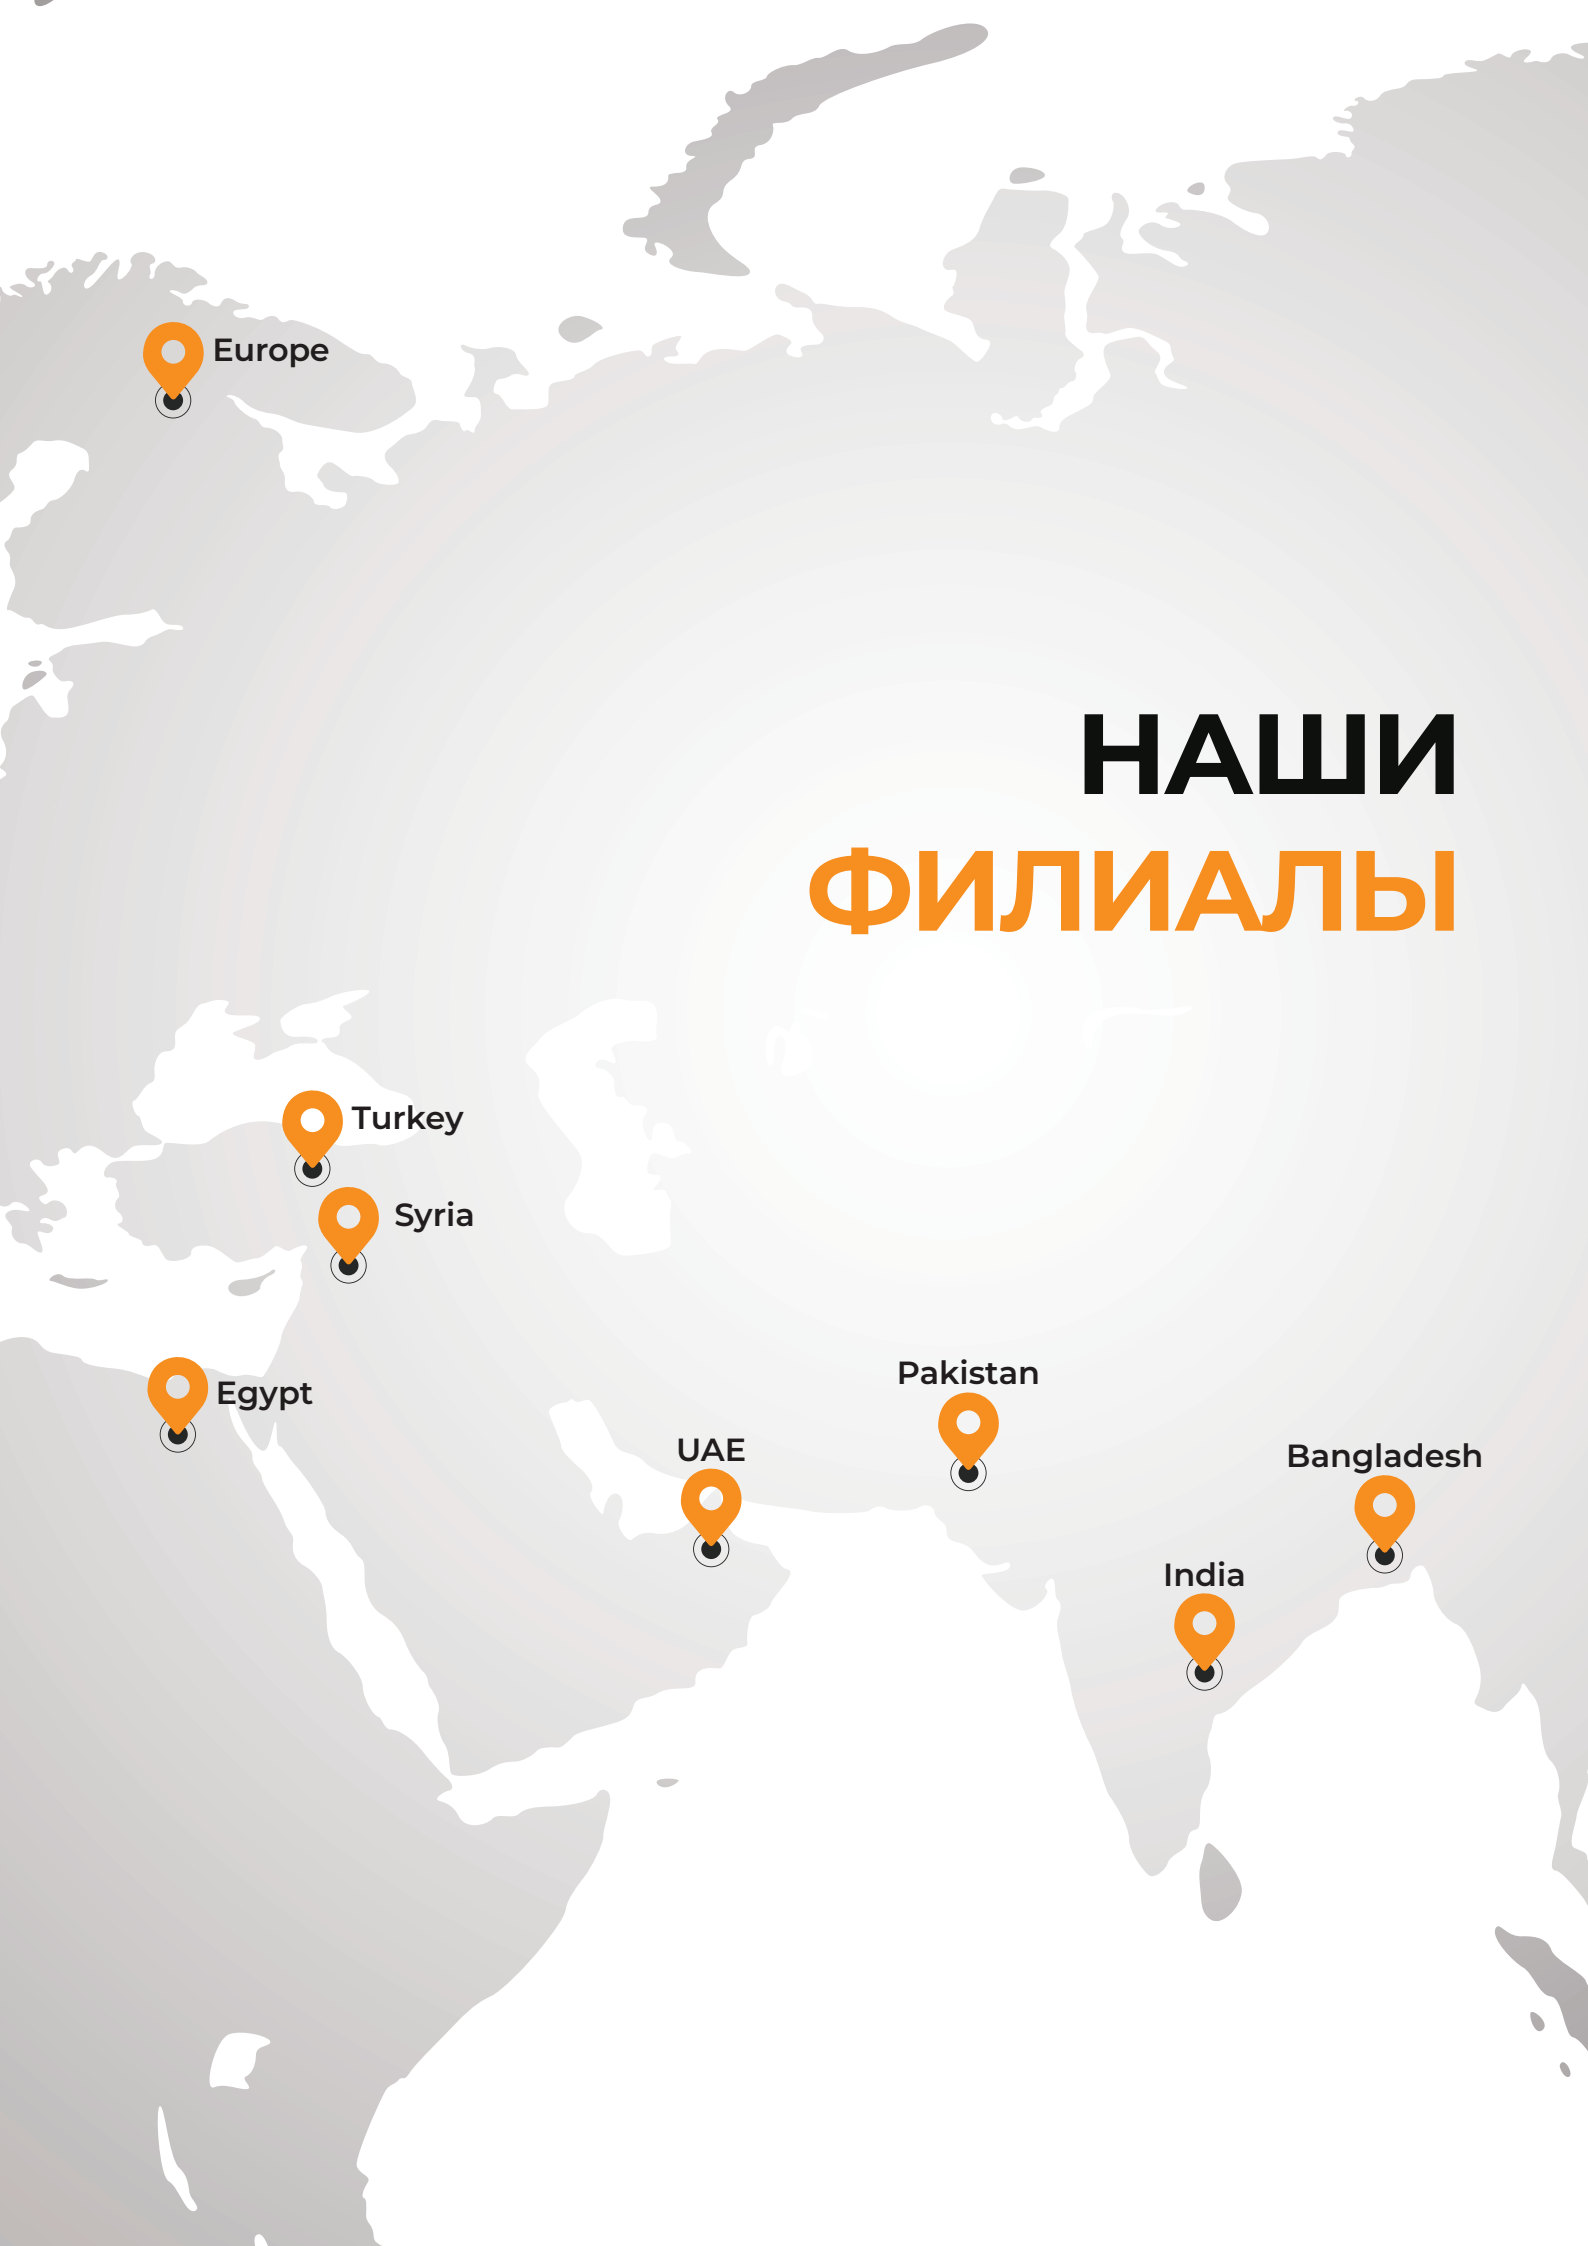 Europe
НАШИ
ФИЛИАЛЫ
Turkey
Syria
Egypt
Pakistan
UAE
Bangladesh
India